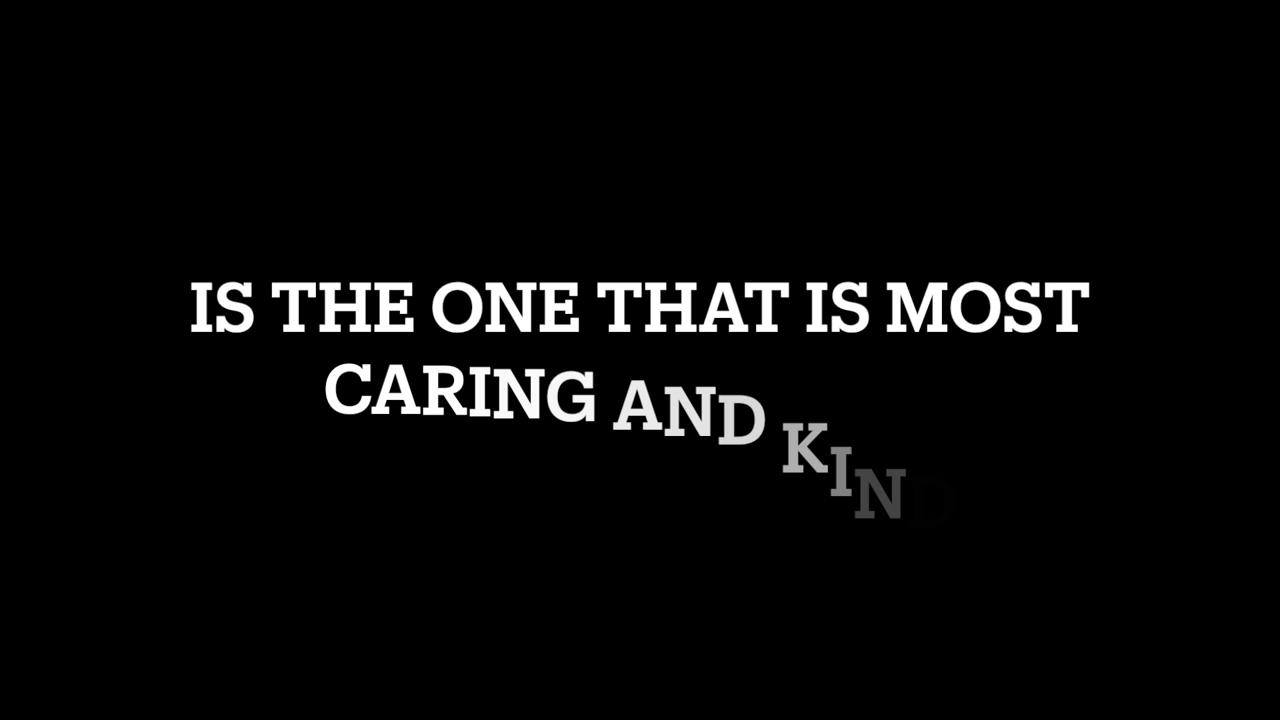 IS THE ONE THAT IS MOST
CARING AND KIND